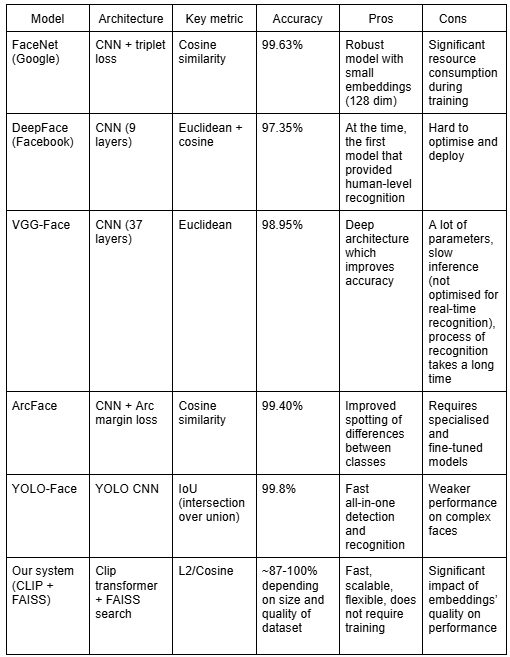 Model Architecture Key metric Accuracy Pros Cons
FaceNet (Google) CNN + triplet loss Cosine similarity 99.63% Robust model with small embeddings (128 dim) Significant resource consumption during training
DeepFace (Facebook) CNN (9 layers) Euclidean + cosine 97.35% At the time, the first model that provided human-level recognition Hard to optimise and deploy
VGG-Face CNN (37 layers) Euclidean 98.95% Deep architecture which improves accuracy A lot of parameters, slow inference (not optimised for real-time recognition), process of recognition takes a long time
ArcFace CNN + Arc margin loss Cosine similarity 99.40% Improved spotting of differences between classes Requires specialised and fine-tuned models
YOLO-Face YOLO CNN IoU (intersection over union) 99.8% Fast all-in-one detection and recognition Weaker performance on complex faces
Our system (CLIP + FAISS) Clip transformer + FAISS search L2/Cosine ~87-100% depending on size and quality of dataset Fast, scalable, flexible, does not require training Significant impact of embeddings' quality on performance